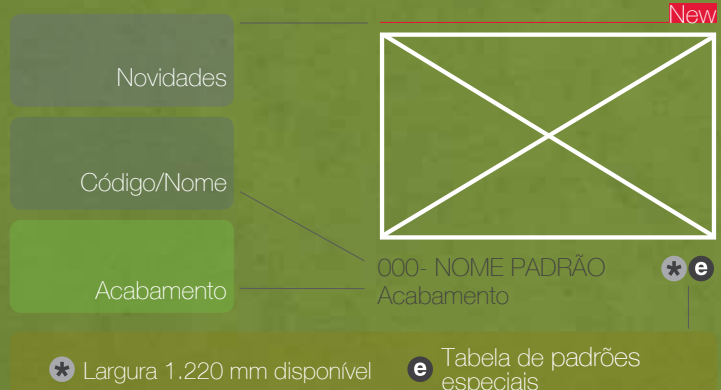 New
Novidades
Código/Nome
Acabamento
000- NOME PADRÃO * e
Acabamento
* Largura 1.220 mm disponível
e Tabela de padrões
especiais